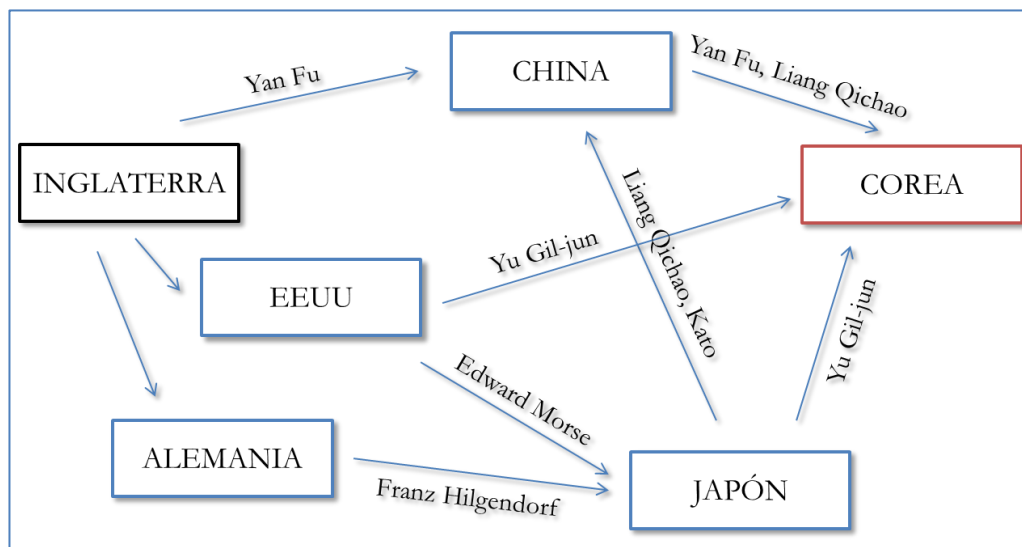 CHINA
Yan Fu
Yan Fu, Liang Qichao
INGLATERRA
COREA
Liang Qichao, Kato
Yu Gil-jun
EEUU
Yu Gil-jun
Edward Morse
ALEMANIA
Franz Hilgendorf
JAPÓN